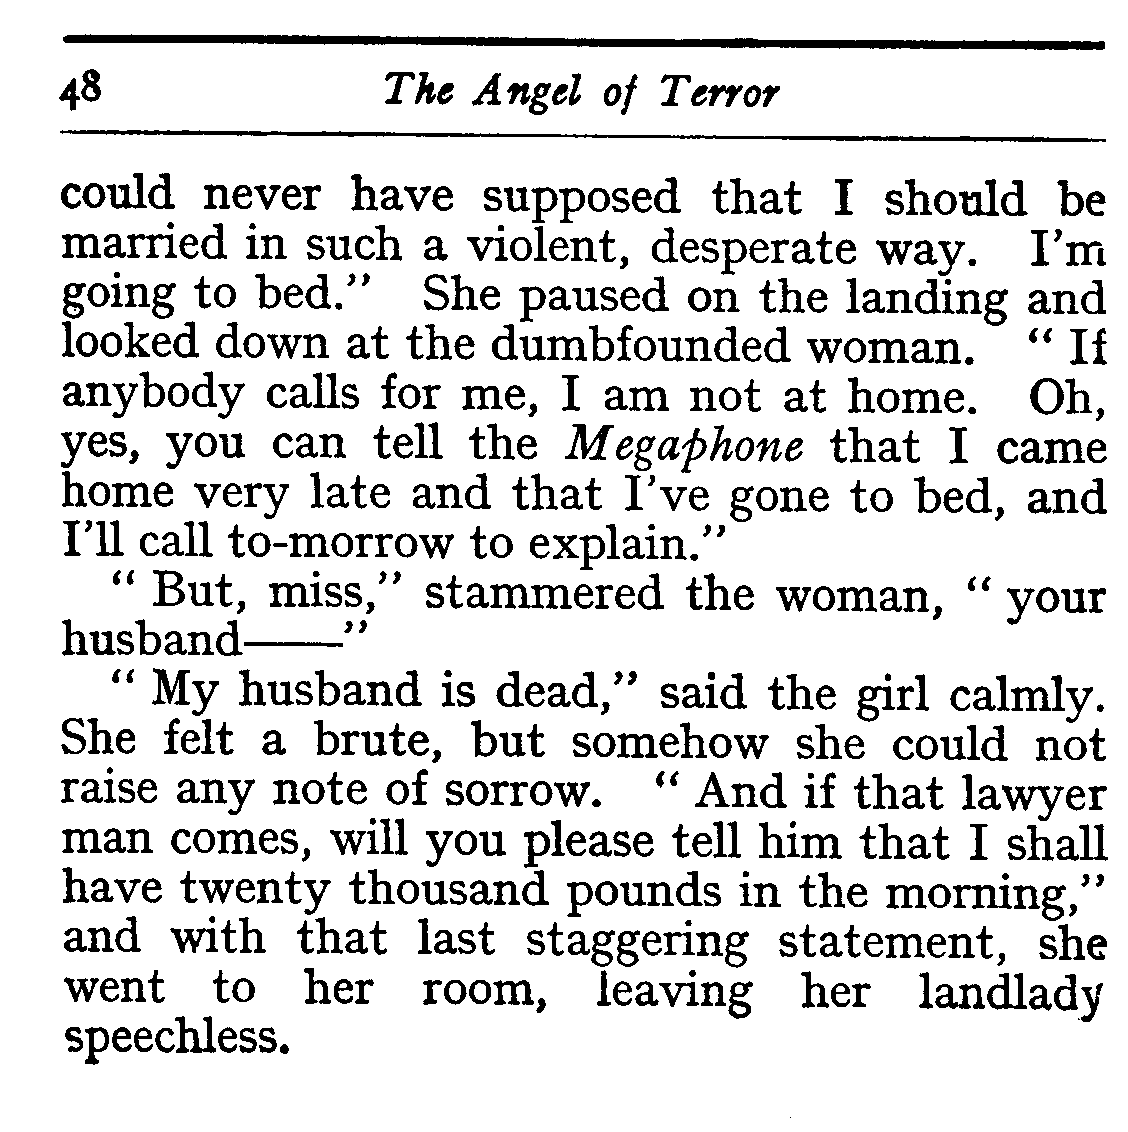 48 The Angel of Terror
could never have supposed that I should be
married in such a violent, desperate way. I'm
going to bed.” She paused on the landing and
looked down at the dumbfounded woman. “ If
anybody calls for me, I am not at home. Oh,
yes, you can tell the Megaphone that I came
home very late and that I've gone to bed, and
I'll call to-morrow to explain.”
“ But, miss,” stammered the woman, “ your
husband——”
“ My husband is dead,” said the girl calmly.
She felt a brute, but somehow she could not
raise any note of sorrow. “ And if that lawyer
man comes, will you please tell him that I shall
have twenty thousand pounds in the morning,”
and with that last staggering statement, she
went to her room, leaving her landlady
speechless.